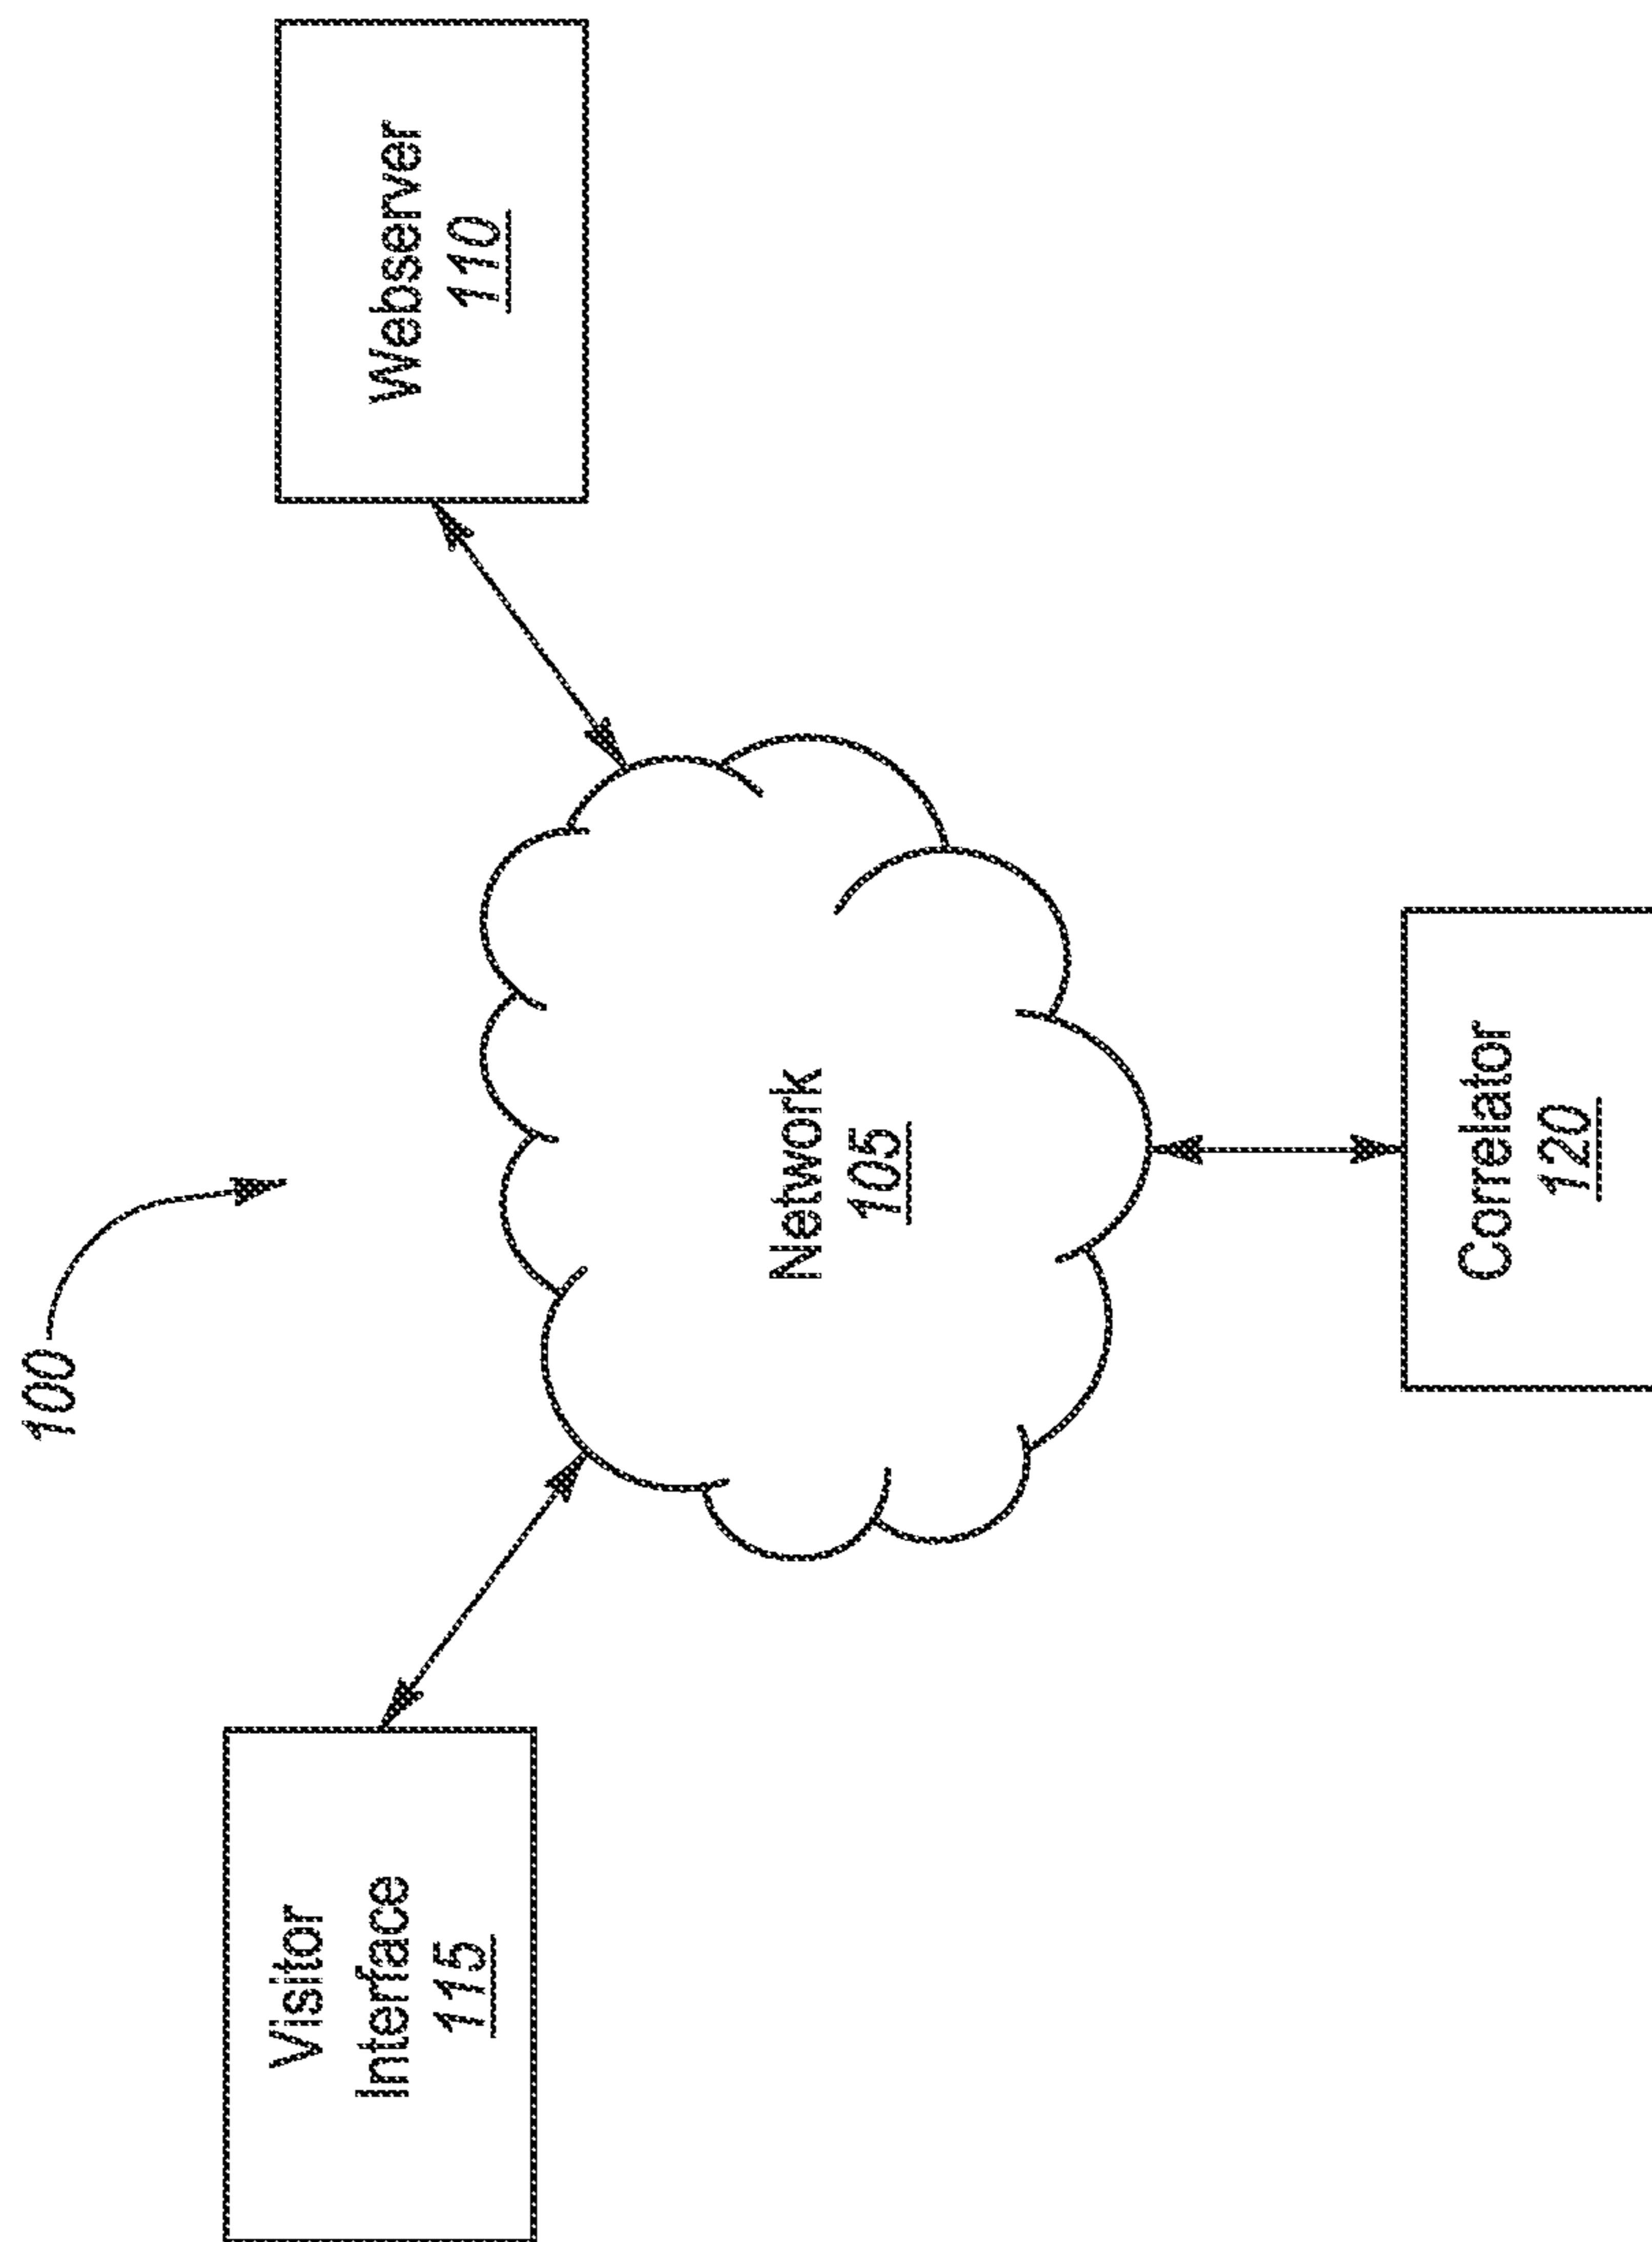 100
Visitor
Interface
115
Webserver
110
Network
105
Correlator
120